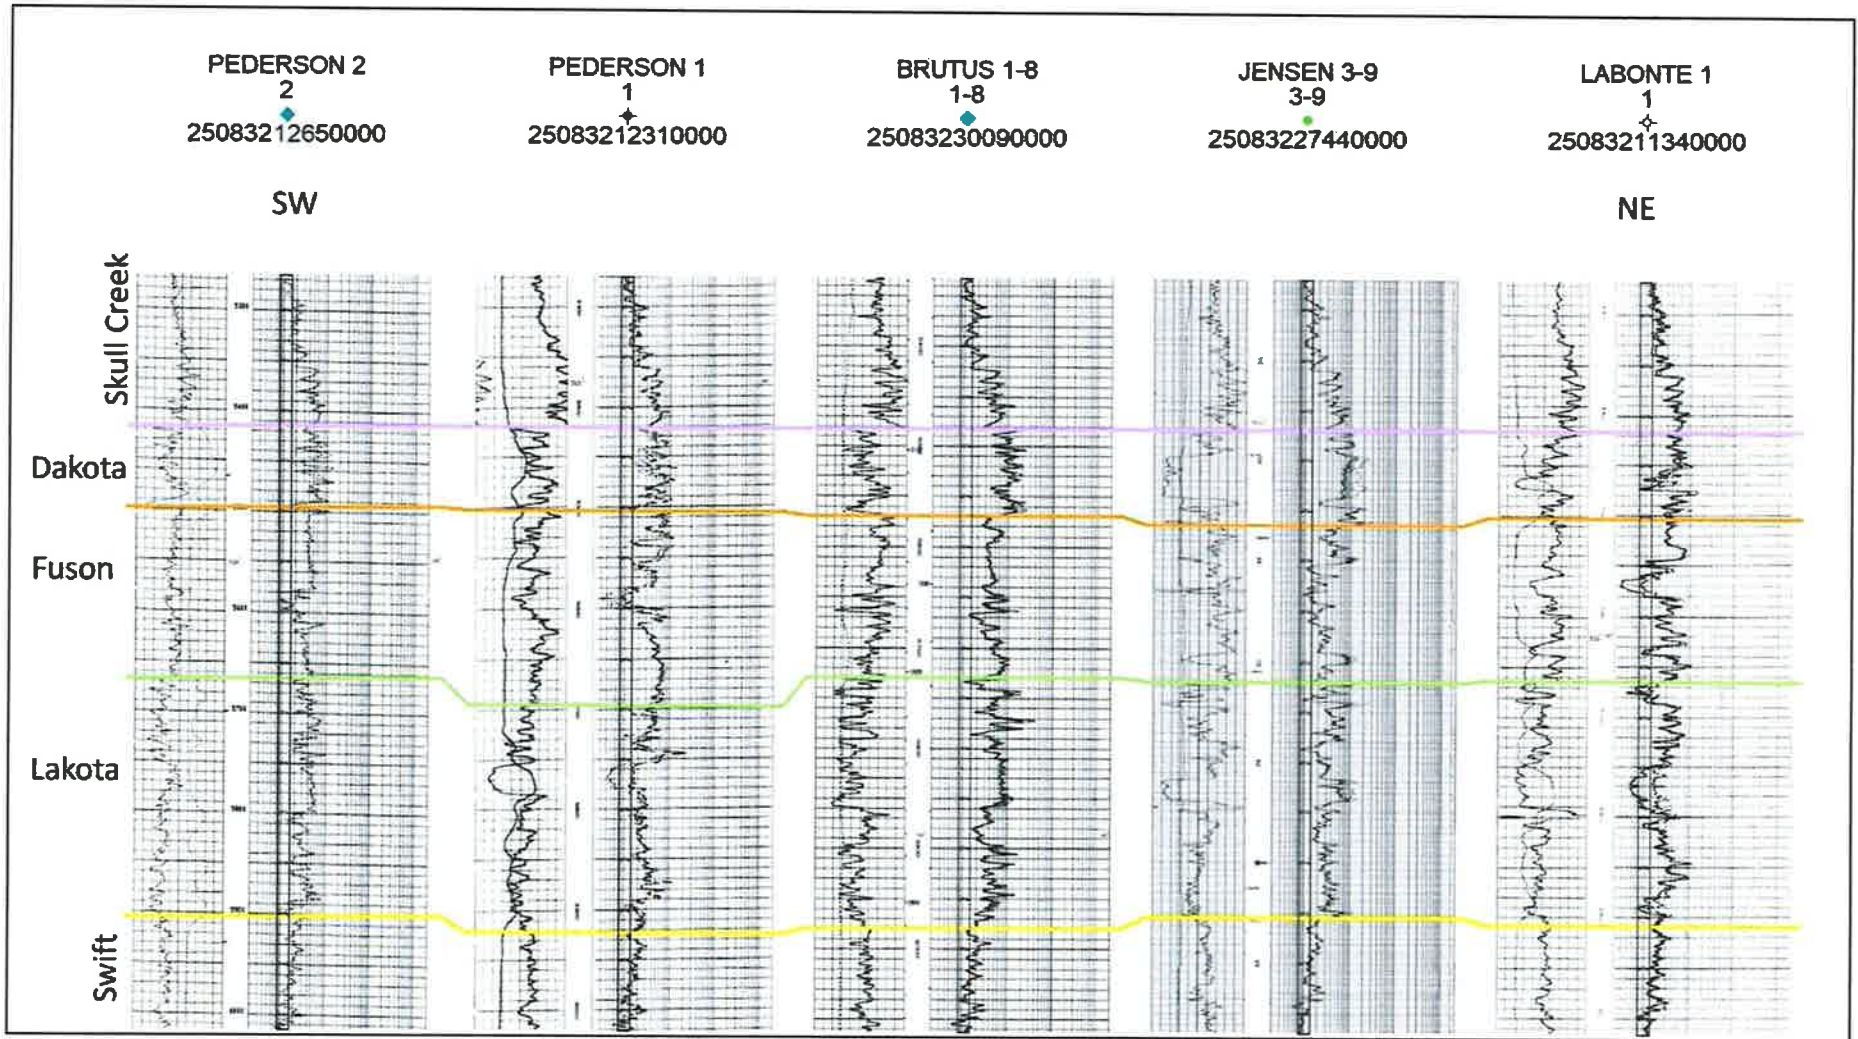 PEDERSON 2
2
25083212650000
PEDERSON 1
1
25083212310000
BRUTUS 1-8
1-8
25083230090000
JENSEN 3-9
3-9
25083227440000
LABONTE 1
1
25083211340000
SW
NE
Skull Creek
Dakota
Fuson
Lakota
Swift